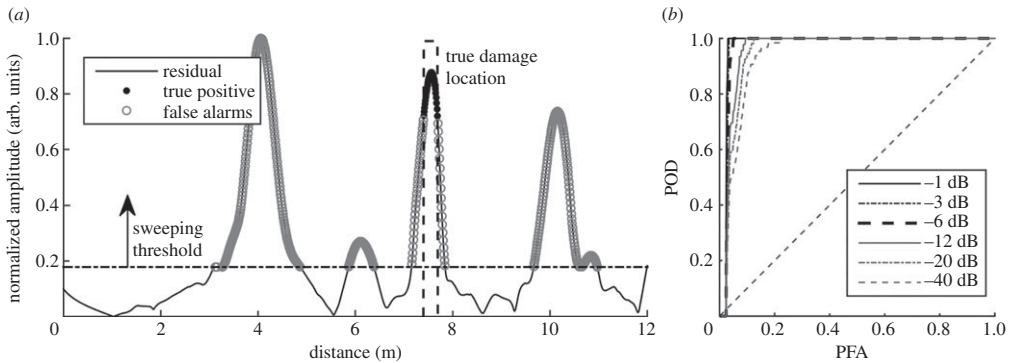 (a)
normalized amplitude (arb. units)
1.0
0.8
0.6
0.4
0.2
0
2
4
6
8
10
12
distance (m)
residual
true positive
false alarms
true damage
location
sweeping
threshold
(b)
POD
1.0
0.8
0.6
0.4
0.2
0
0.2
0.4
0.6
0.8
1.0
PFA
–1 dB
–3 dB
–6 dB
–12 dB
–20 dB
–40 dB